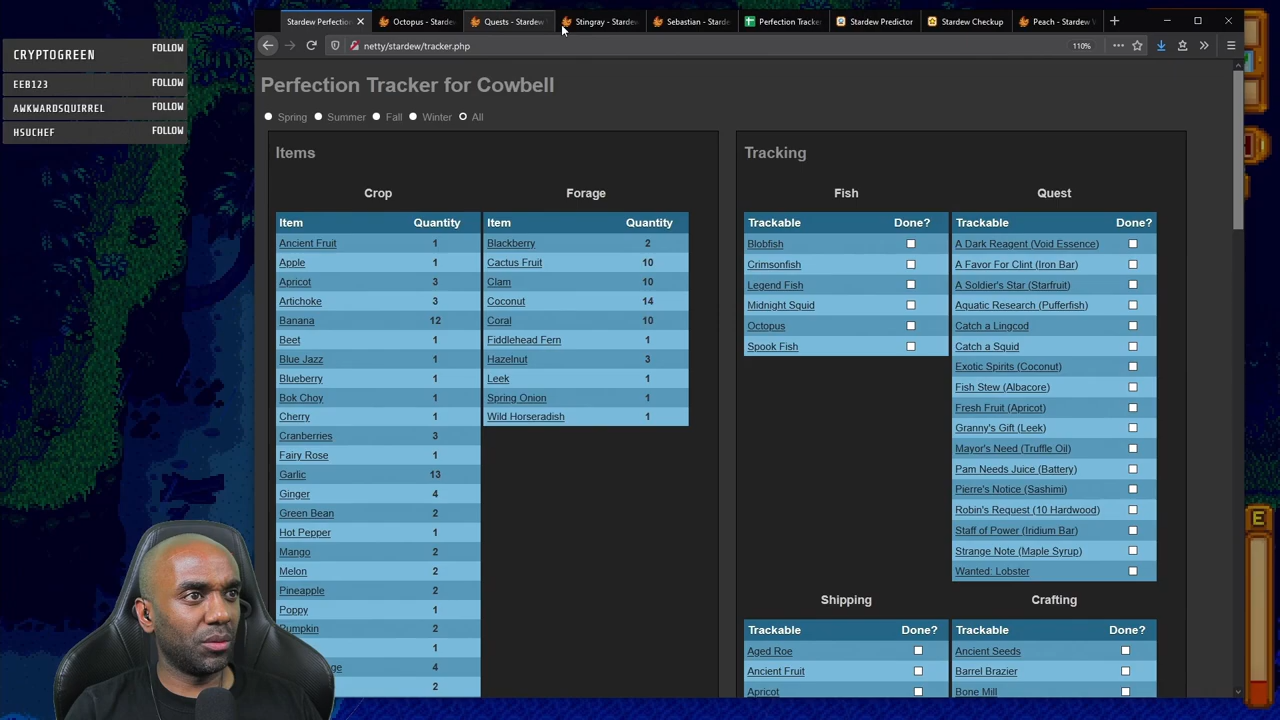 Stardew Perfection
Octopus - Stardew
Quests - Stardew
Stingray - Stardew
Sebastian - Stardew
Perfection Tracker
Stardew Predictor
Stardew Checkup
Peach - Stardew V
netty/stardew/tracker.php
110%
CRYPTOGREEN FOLLOW
EEB123 FOLLOW
AWKWARDSQUIRREL FOLLOW
HSUCHEF FOLLOW
Perfection Tracker for Cowbell
Spring Summer Fall Winter All
Items
Crop
Item Quantity
Ancient Fruit 1
Apple 1
Apricot 3
Artichoke 3
Banana 12
Beet 1
Blue Jazz 1
Blueberry 1
Bok Choy 1
Cherry 1
Cranberries 3
Fairy Rose 1
Garlic 13
Ginger 4
Green Bean 2
Hot Pepper 1
Mango 2
Melon 2
Pineapple 2
Poppy 1
Pumpkin 2
1
ge 4
2
Forage
Item Quantity
Blackberry 2
Cactus Fruit 10
Clam 10
Coconut 14
Coral 10
Fiddlehead Fern 1
Hazelnut 3
Leek 1
Spring Onion 1
Wild Horseradish 1
Tracking
Fish
Trackable Done?
Blobfish
Crimsonfish
Legend Fish
Midnight Squid
Octopus
Spook Fish
Quest
Trackable Done?
A Dark Reagent (Void Essence)
A Favor For Clint (Iron Bar)
A Soldier's Star (Starfruit)
Aquatic Research (Pufferfish)
Catch a Lingcod
Catch a Squid
Exotic Spirits (Coconut)
Fish Stew (Albacore)
Fresh Fruit (Apricot)
Granny's Gift (Leek)
Mayor's Need (Truffle Oil)
Pam Needs Juice (Battery)
Pierre's Notice (Sashimi)
Robin's Request (10 Hardwood)
Staff of Power (Iridium Bar)
Strange Note (Maple Syrup)
Wanted: Lobster
Shipping
Trackable Done?
Aged Roe
Ancient Fruit
Apricot
Crafting
Trackable Done?
Ancient Seeds
Barrel Brazier
Bone Mill
E